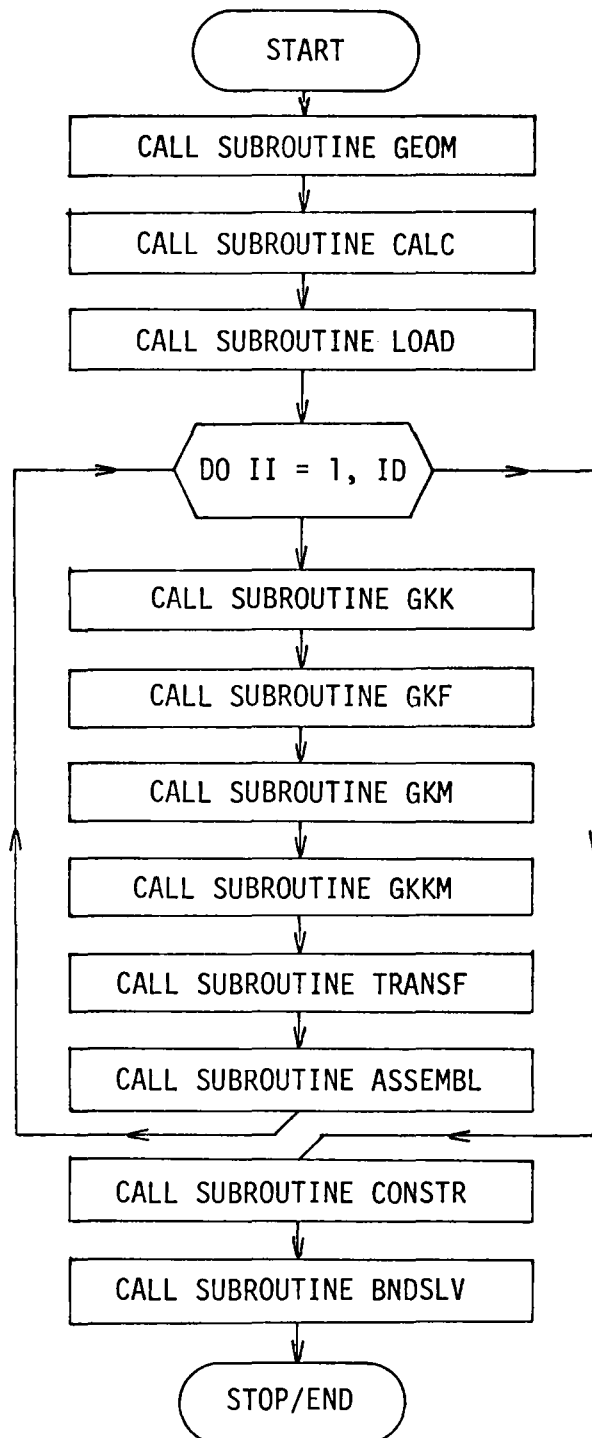 START
CALL SUBROUTINE GEOM
CALL SUBROUTINE CALC
CALL SUBROUTINE LOAD
DO II = 1, ID
CALL SUBROUTINE GKK
CALL SUBROUTINE GKF
CALL SUBROUTINE GKM
CALL SUBROUTINE GKKM
CALL SUBROUTINE TRANSF
CALL SUBROUTINE ASSEMBL
CALL SUBROUTINE CONSTR
CALL SUBROUTINE BNDSLV
STOP/END